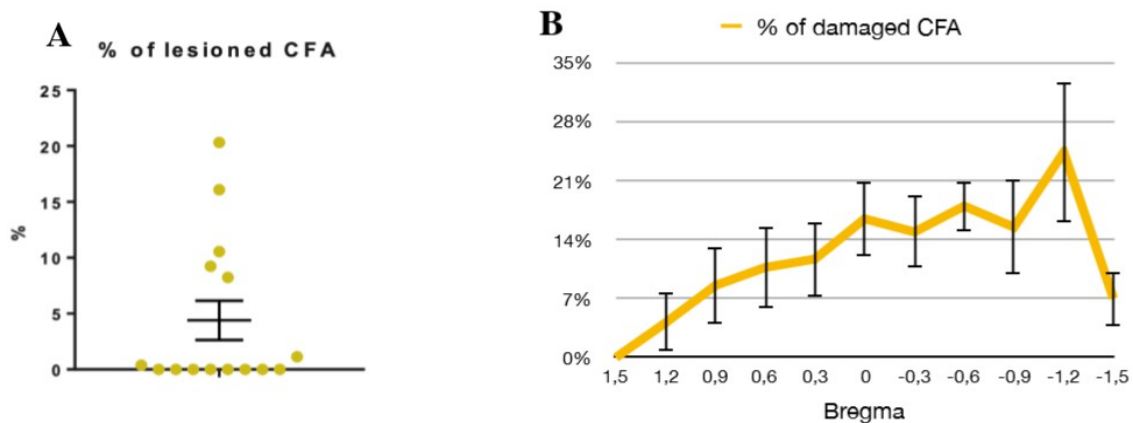 A
% of lesioned CFA
25
20
15
10
5
0
%
B
% of damaged CFA
35%
28%
21%
14%
7%
0%
1,5 1,2 0,9 0,6 0,3 0 -0,3 -0,6 -0,9 -1,2 -1,5
Bregma